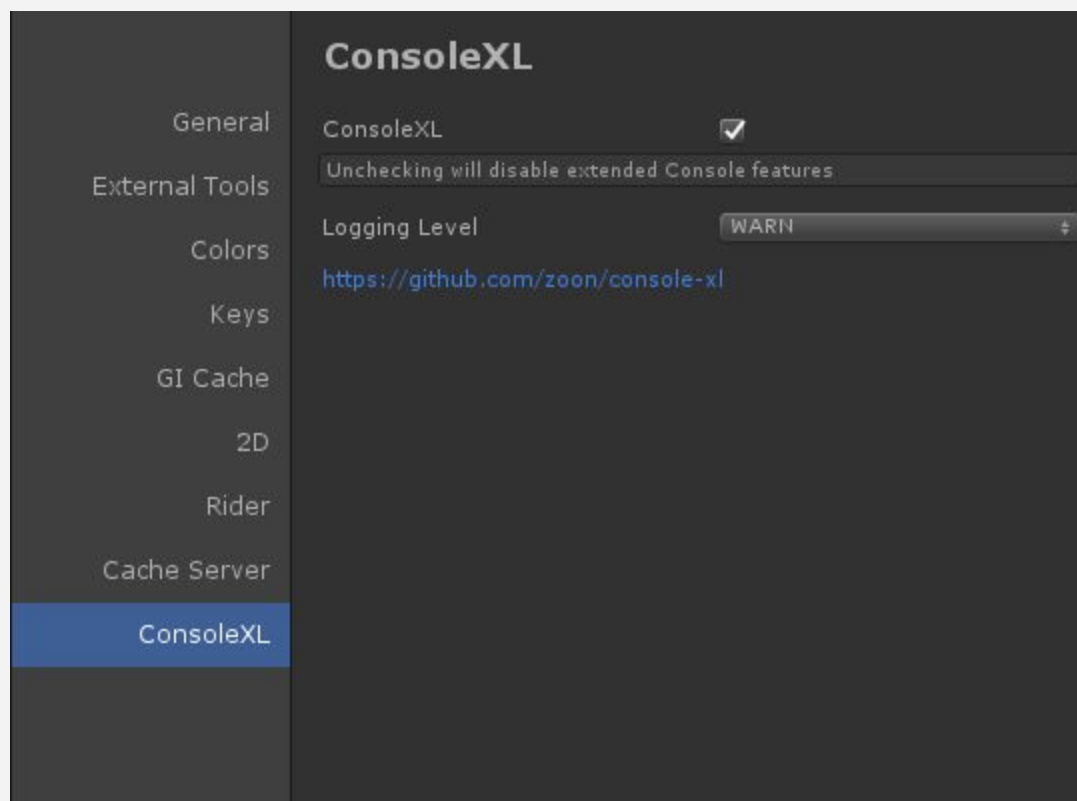 ConsoleXL
General
External Tools
Colors
Keys
GI Cache
2D
Rider
Cache Server
ConsoleXL
ConsoleXL
Unchecking will disable extended Console features
Logging Level
WARN
https://github.com/zoon/console-xl